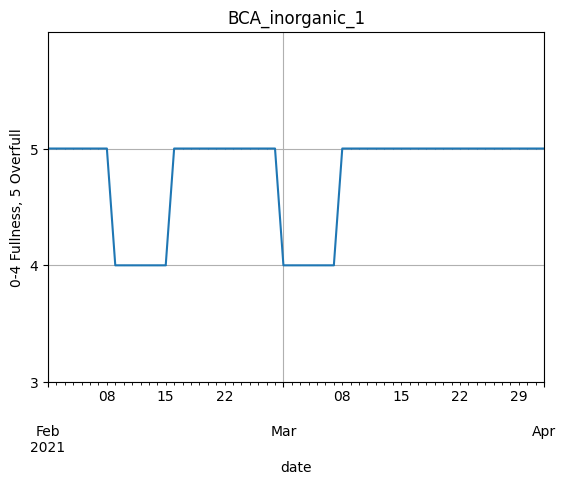 BCA_inorganic_1
0-4 Fullness, 5 Overfull
5
4
3
08 15 22 08 15 22 29
Feb Mar Apr
2021
date